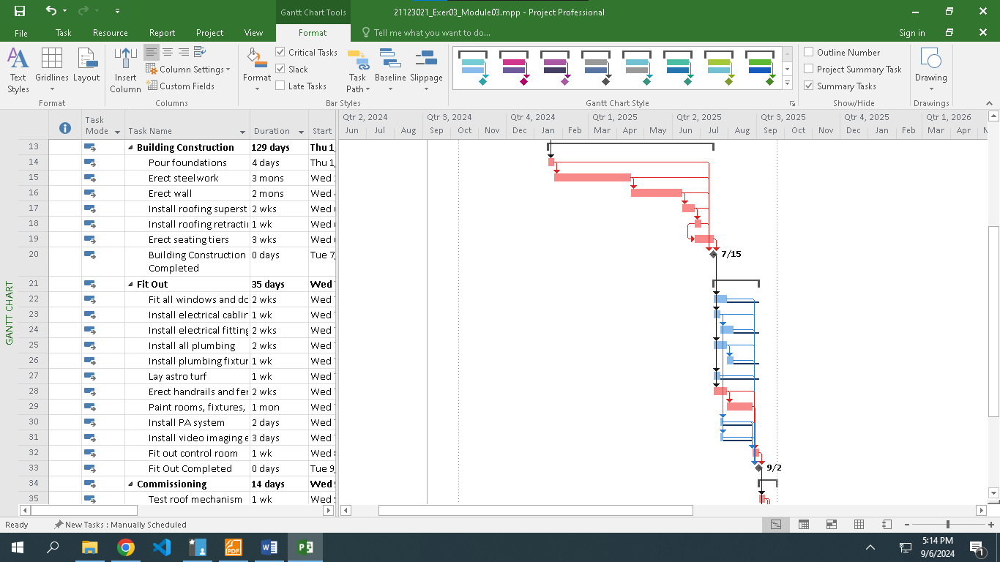 Gantt Chart Tools
21123021_Exer03_Module03.mpp - Project Professional
File Task Resource Report Project View Format Tell me what you want to do... Sign in
Text Styles
Gridlines
Layout
Format
Insert Column
Column Settings
Custom Fields
Columns
Format
Critical Tasks
Slack
Late Tasks
Task Path
Baseline
Slippage
Bar Styles
Gantt Chart Style
Outline Number
Project Summary Task
Summary Tasks
Show/Hide
Drawing
Drawings
Task Mode Task Name Duration Start
Qtr 2, 2024 Qtr 3, 2024 Qtr 4, 2024 Qtr 1, 2025 Qtr 2, 2025 Qtr 3, 2025 Qtr 4, 2025 Qtr 1, 2026
Jun Jul Aug Sep Oct Nov Dec Jan Feb Mar Apr May Jun Jul Aug Sep Oct Nov Dec Jan Feb Mar Apr M
GANTT CHART
13 Building Construction 129 days Thu 1,
14 Pour foundations 4 days Thu 1,
15 Erect steelwork 3 mons Wed
16 Erect wall 2 mons Wed
17 Install roofing superst 2 wks Wed
18 Install roofing retracti 1 wk Wed
19 Erect seating tiers 3 wks Wed
20 Building Construction Completed 0 days Tue 7,
7/15
21 Fit Out 35 days Wed
22 Fit all windows and do 2 wks Wed
23 Install electrical cablin 1 wk Wed
24 Install electrical fitting 2 wks Wed
25 Install all plumbing 2 wks Wed
26 Install plumbing fixtur 1 wk Wed
27 Lay astro turf 1 wk Wed
28 Erect handrails and fer 2 wks Wed
29 Paint rooms, fixtures, 1 mon Wed
30 Install PA system 2 days Wed
31 Install video imaging e 3 days Wed
32 Fit out control room 1 wk Wed
33 Fit Out Completed 0 days Tue 9,
9/2
34 Commissioning 14 days Wed
35 Test roof mechanism 1 wk Wed
Ready New Tasks : Manually Scheduled
5:14 PM
9/6/2024
1